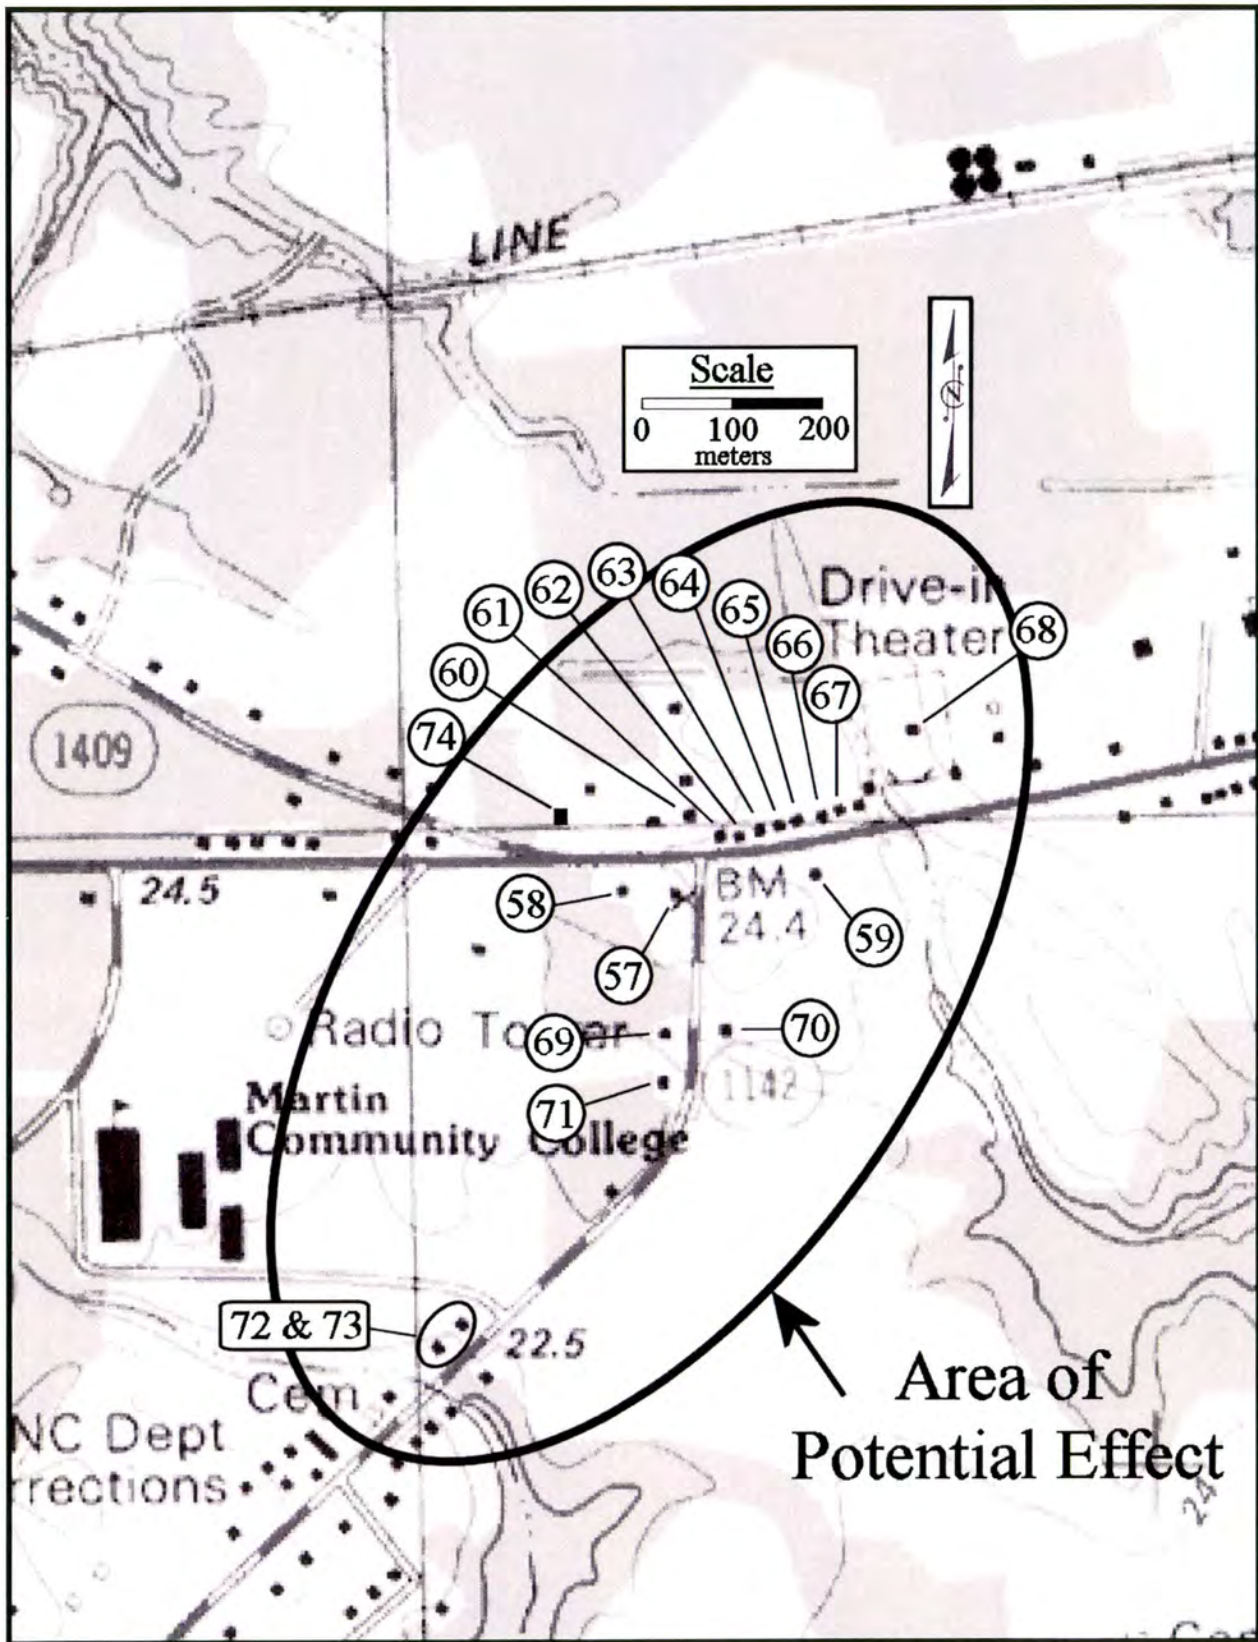 LINE
Scale
0 100 200
meters
N
Drive-in
Theater
63
64
62
65
61
66
68
60
67
74
1409
24.5
58
BM
24.4
59
57
Radio
69
70
71
1142
Martin
Community College
72 & 73
22.5
Cem
Area of
Potential Effect
NC Dept
rrections
24